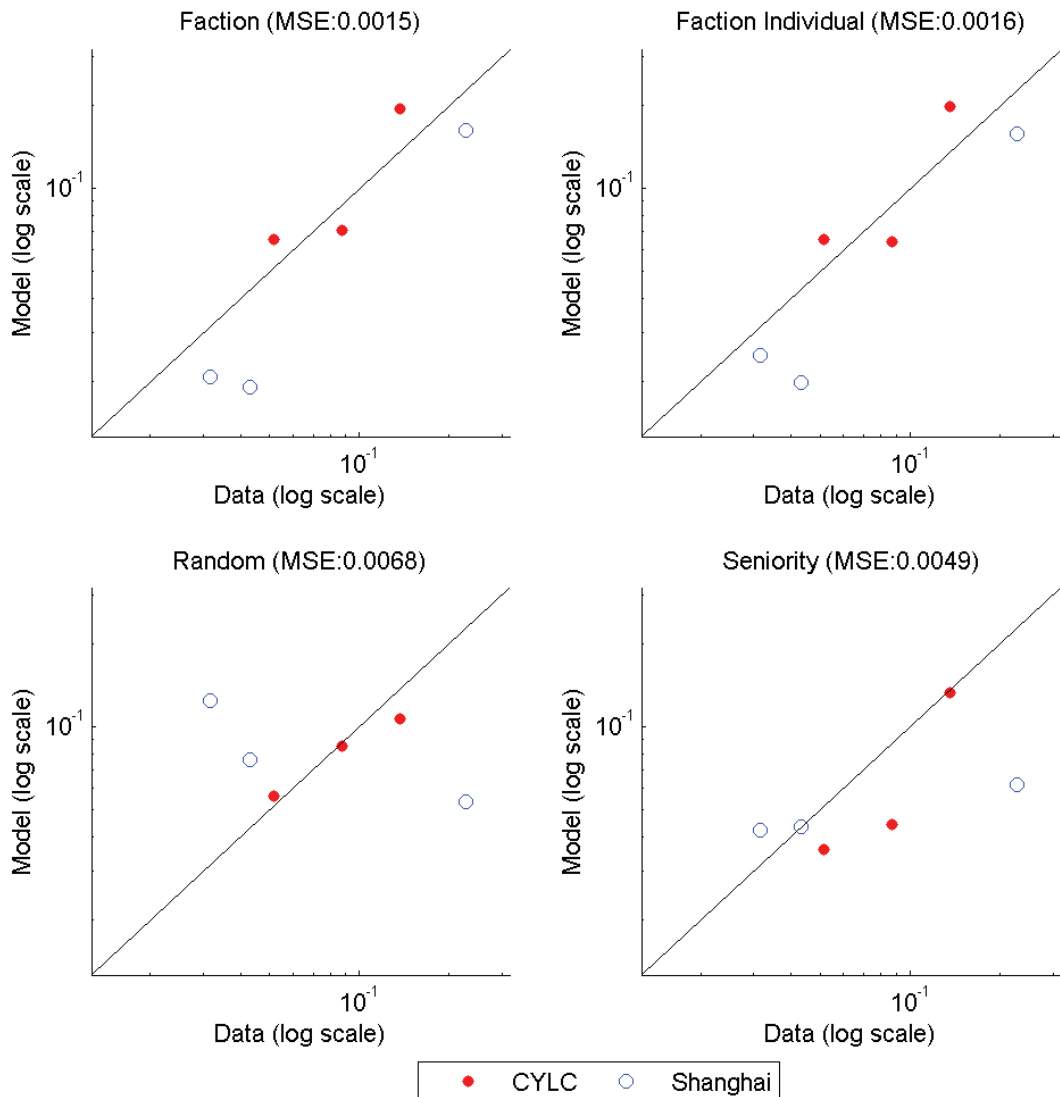 Faction (MSE:0.0015)
Model (log scale)
10^-1
10^-1
Data (log scale)
Faction Individual (MSE:0.0016)
Model (log scale)
10^-1
10^-1
Data (log scale)
Random (MSE:0.0068)
Model (log scale)
10^-1
10^-1
Data (log scale)
Seniority (MSE:0.0049)
Model (log scale)
10^-1
10^-1
Data (log scale)
CYLC Shanghai